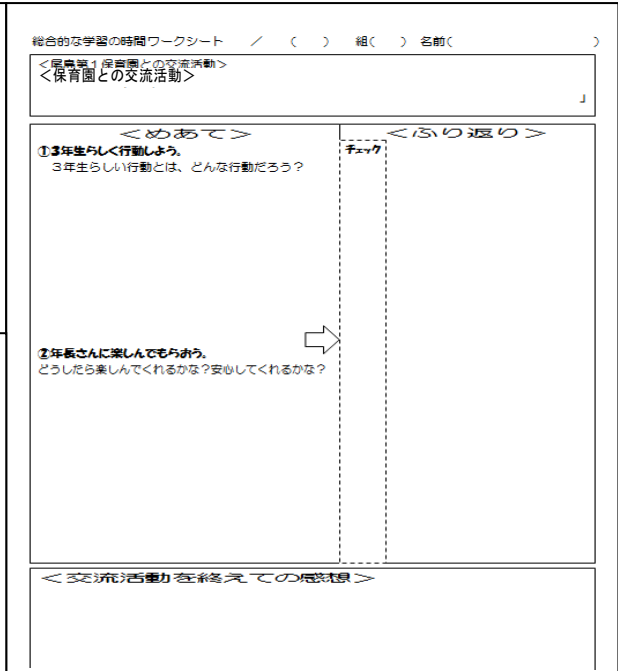 総合的な学習の時間ワークシート　／　(　)　組(　)　名前(　　　)
＜尾島第１保育園との交流活動＞
＜保育園との交流活動＞
」
＜めあて＞
＜ふり返り＞
チェック
①３年生らしく行動しよう。
３年生らしい行動とは、どんな行動だろう？
②年長さんに楽しんでもらおう。
どうしたら楽しんでくれるかな？安心してくれるかな？
＜交流活動を終えての感想＞